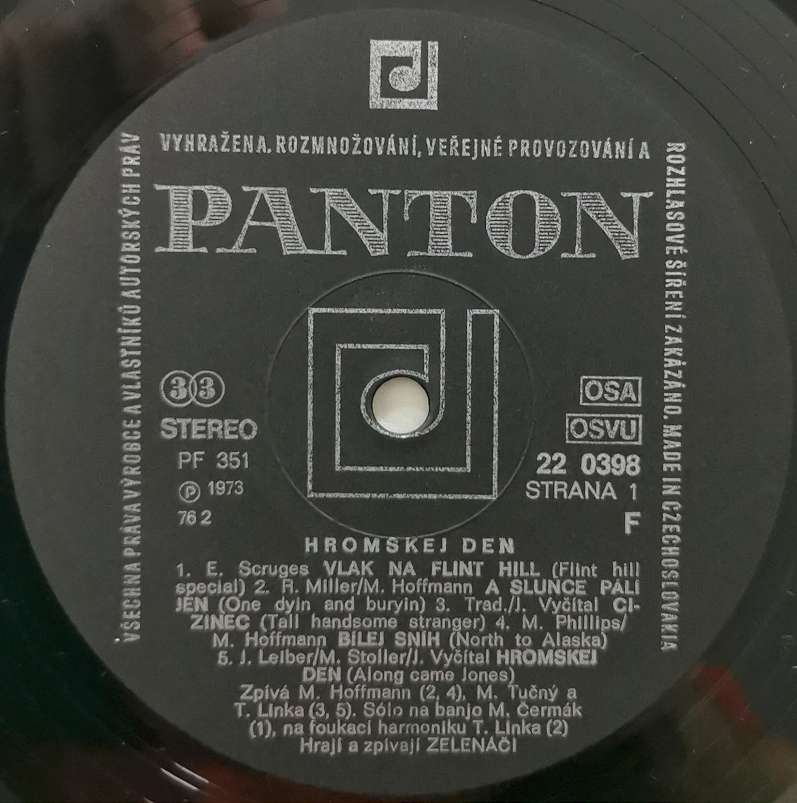 VYHRAŽENA. ROZMNOŽOVÁNÍ, VEŘEJNÉ PROVOZOVÁNÍ A
ROZHLASOVÉ ŠÍŘENÍ ZAKÁZÁNO. MADE IN CZECHOSLOVAKIA
VŠECHNA PRÁVA VÝROBCE A VLASTNÍKŮ AUTORSKÝCH PRÁV
PANTON
33
STEREO
PF 351
Ⓟ 1973
76 2
OSA
OSVU
22 0398
STRANA 1
F
HROMSKEJ DEN
1. E. Scruges VLAK NA FLINT HILL (Flint hill
special) 2. R. Miller/M. Hoffmann A SLUNCE PÁLÍ
JEN (One dyin and buryin) 3. Trad./J. Vyčítal CI-
ZINEC (Tall handsome stranger) 4. M. Phillips/
M. Hoffmann BÍLEJ SNÍH (North to Alaska)
5. J. Leiber/M. Stoller/J. Vyčítal HROMSKEJ
DEN (Along came Jones)
Zpívá M. Hoffmann (2, 4), M. Tučný a
T. Linka (3, 5). Sólo na banjo M. Čermák
(1), na foukací harmoniku T. Linka (2)
Hrají a zpívají ZELENÁČI